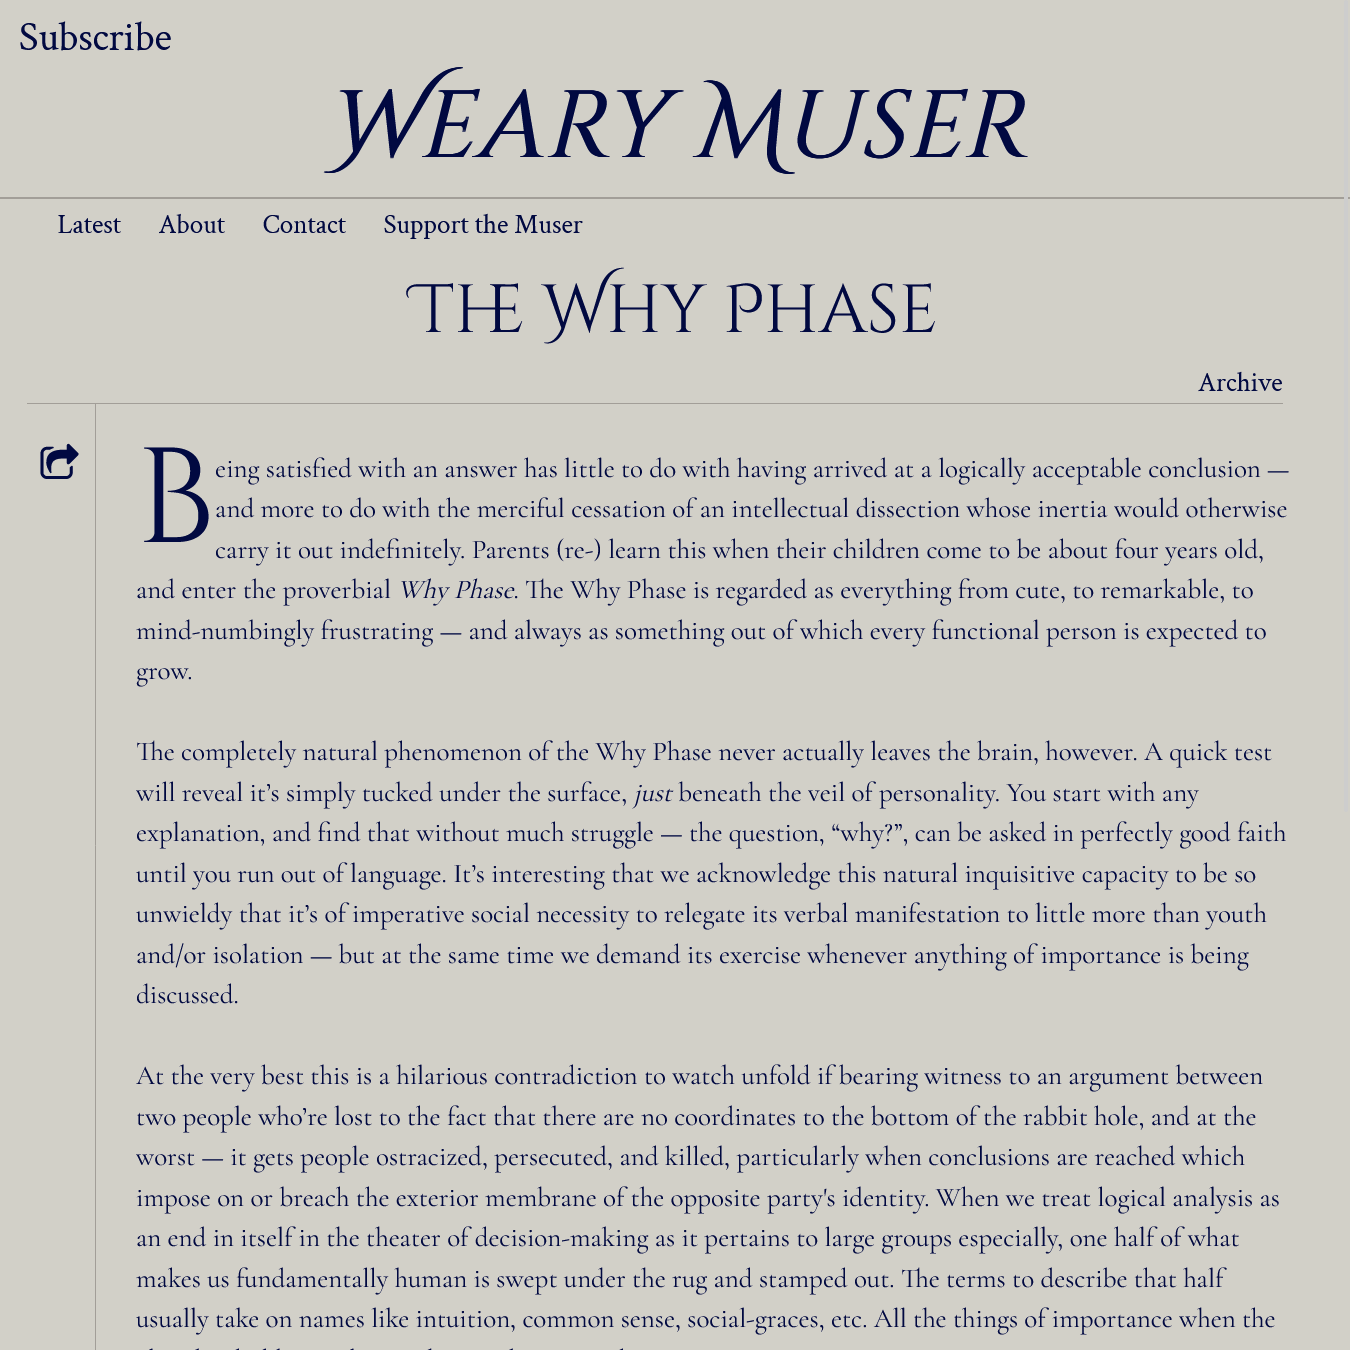 Subscribe
WEARY MUSER
Latest About Contact Support the Muser
THE WHY PHASE
Archive
Being satisfied with an answer has little to do with having arrived at a logically acceptable conclusion —
and more to do with the merciful cessation of an intellectual dissection whose inertia would otherwise
carry it out indefinitely. Parents (re-) learn this when their children come to be about four years old,
and enter the proverbial Why Phase. The Why Phase is regarded as everything from cute, to remarkable, to
mind-numbingly frustrating — and always as something out of which every functional person is expected to
grow.
The completely natural phenomenon of the Why Phase never actually leaves the brain, however. A quick test
will reveal it’s simply tucked under the surface, just beneath the veil of personality. You start with any
explanation, and find that without much struggle — the question, “why?”, can be asked in perfectly good faith
until you run out of language. It’s interesting that we acknowledge this natural inquisitive capacity to be so
unwieldy that it’s of imperative social necessity to relegate its verbal manifestation to little more than youth
and/or isolation — but at the same time we demand its exercise whenever anything of importance is being
discussed.
At the very best this is a hilarious contradiction to watch unfold if bearing witness to an argument between
two people who’re lost to the fact that there are no coordinates to the bottom of the rabbit hole, and at the
worst — it gets people ostracized, persecuted, and killed, particularly when conclusions are reached which
impose on or breach the exterior membrane of the opposite party's identity. When we treat logical analysis as
an end in itself in the theater of decision-making as it pertains to large groups especially, one half of what
makes us fundamentally human is swept under the rug and stamped out. The terms to describe that half
usually take on names like intuition, common sense, social-graces, etc. All the things of importance when the